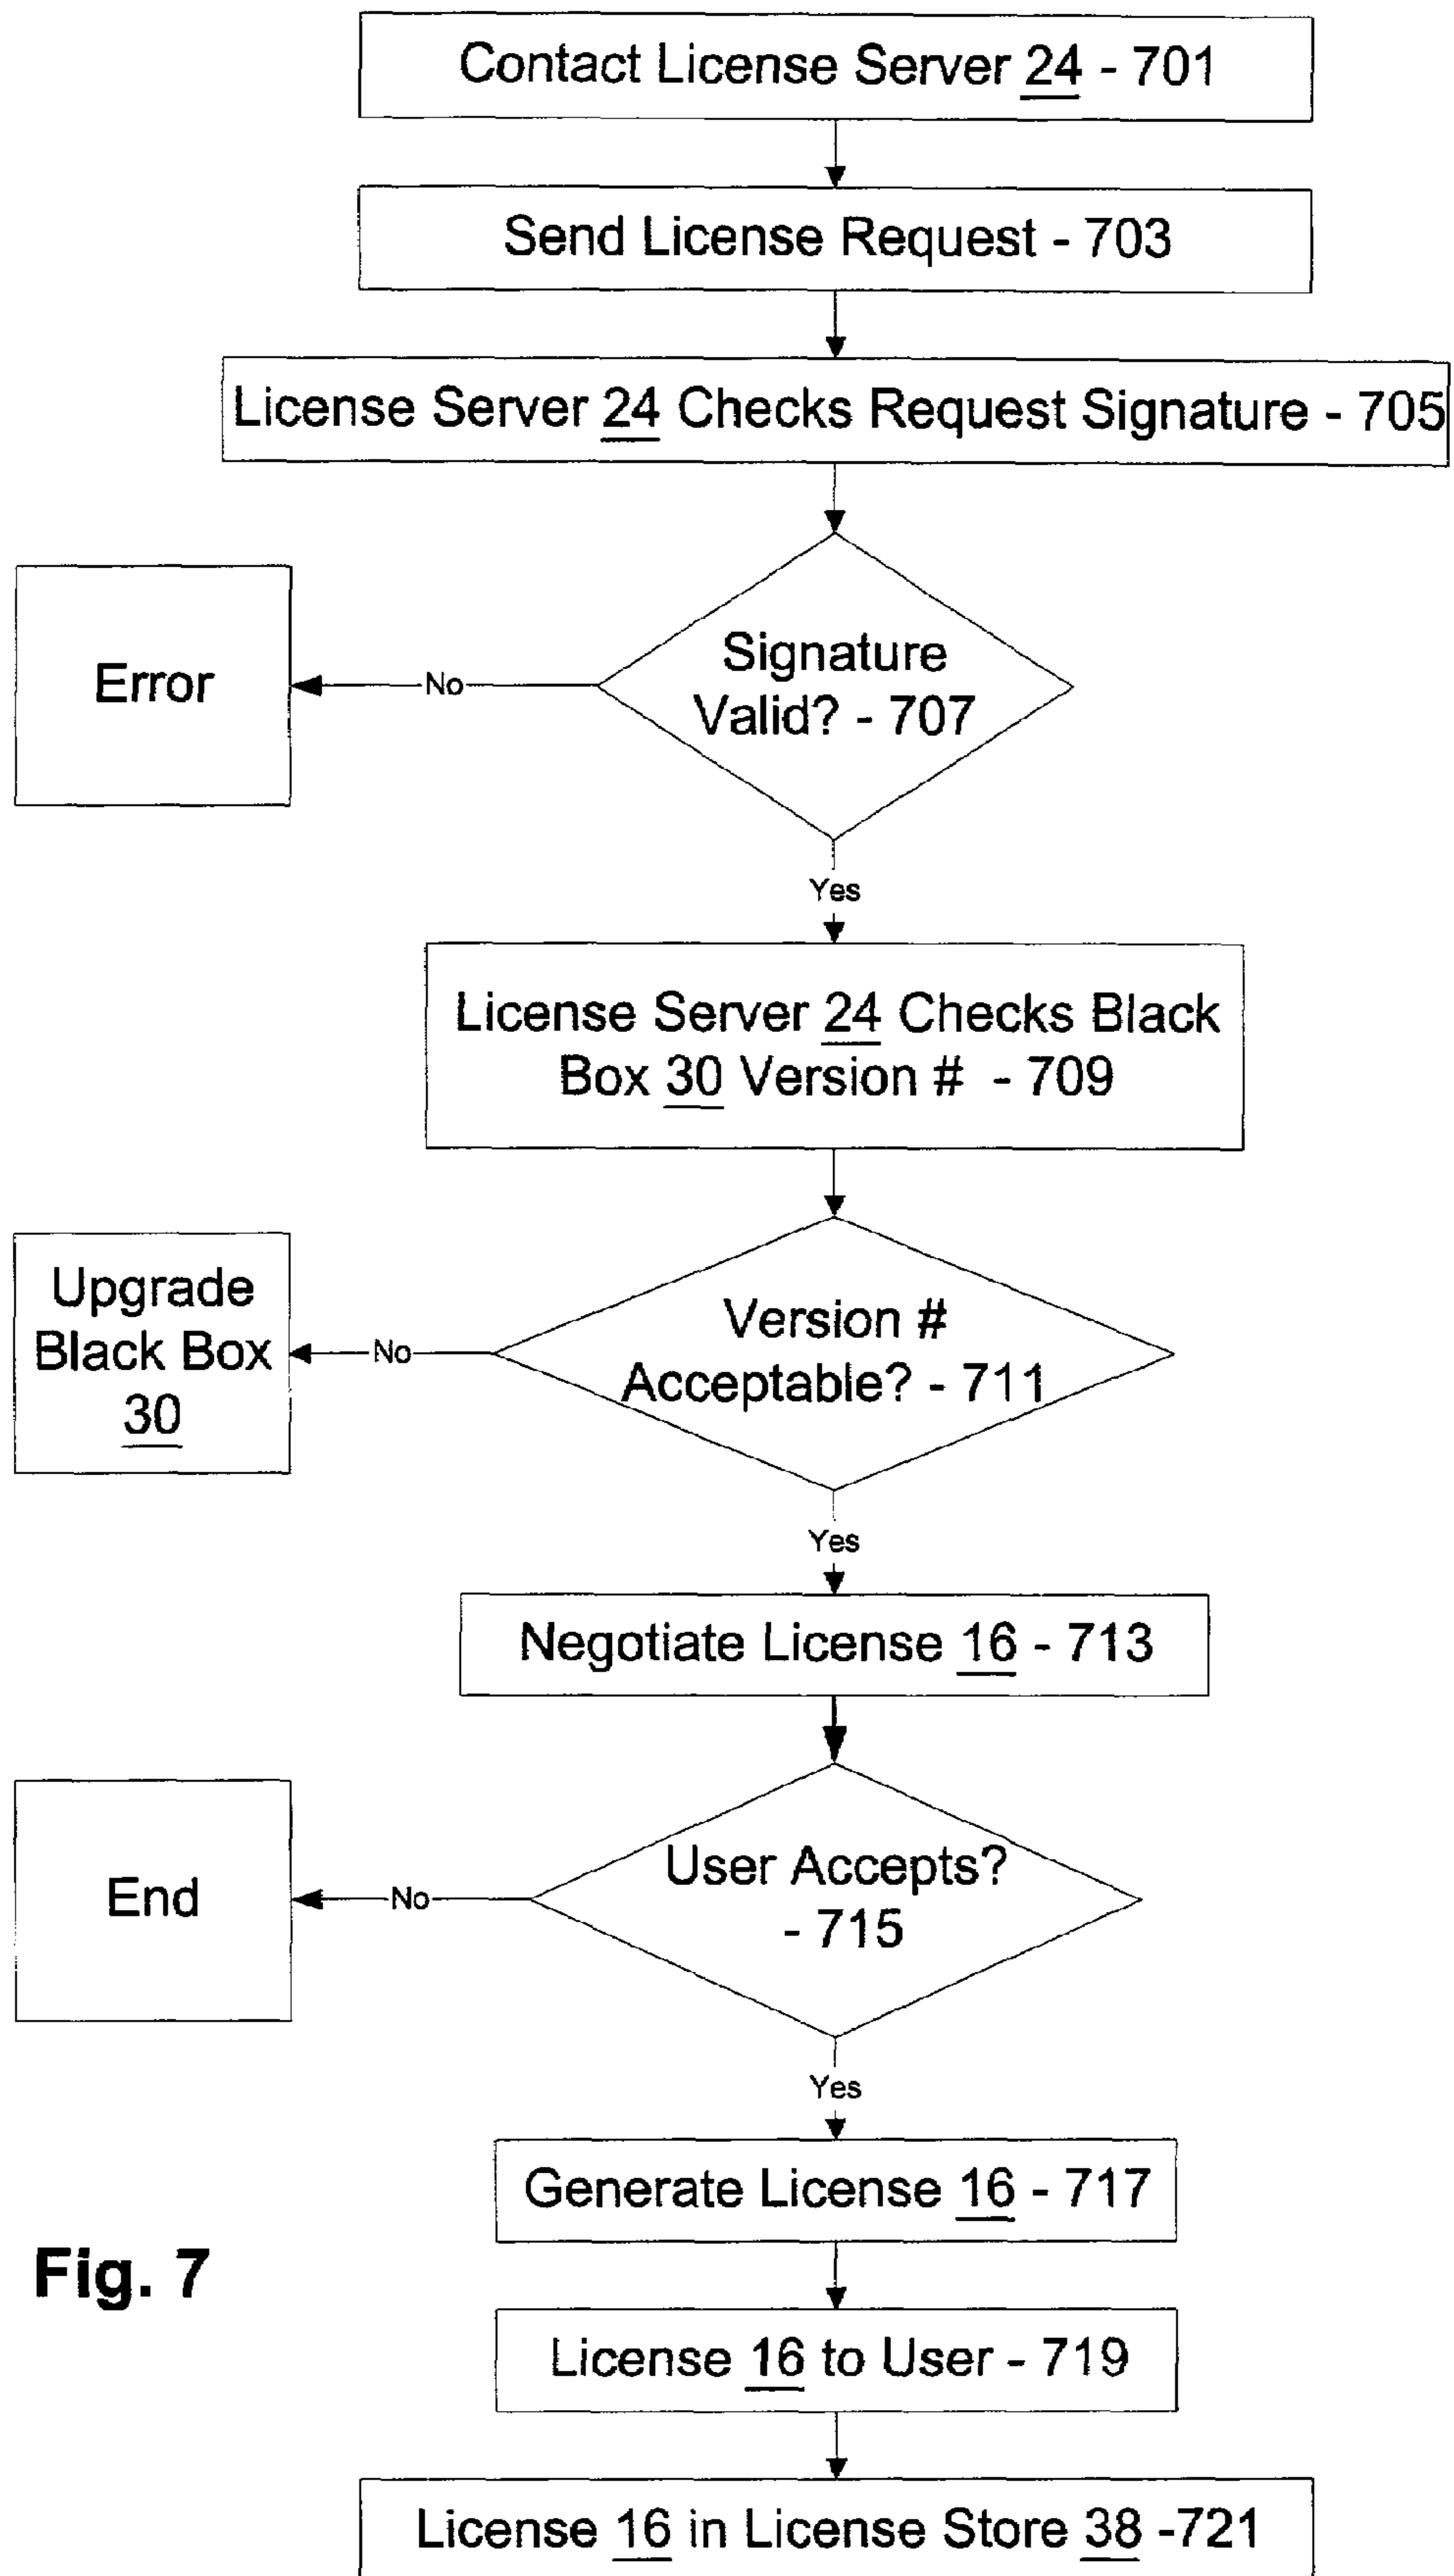 Contact License Server 24 - 701
Send License Request - 703
License Server 24 Checks Request Signature - 705
Signature
Valid? - 707
No
Error
Yes
License Server 24 Checks Black
Box 30 Version # - 709
Version #
Acceptable? - 711
No
Upgrade
Black Box
30
Yes
Negotiate License 16 - 713
User Accepts?
- 715
No
End
Yes
Generate License 16 - 717
Fig. 7
License 16 to User - 719
License 16 in License Store 38 -721